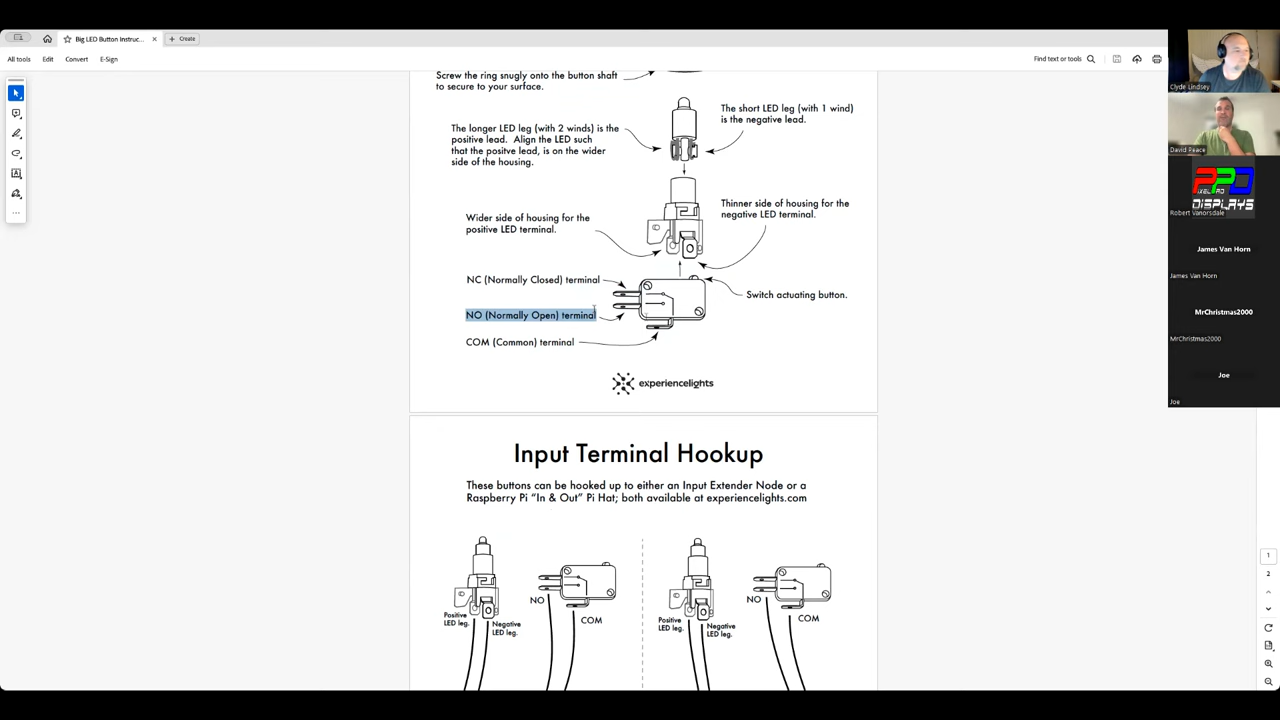 Big LED Button Instruc...
Create
All tools
Edit
Convert
E-Sign
Find text or tools
Screw the ring snugly onto the button shaft
to secure to your surface.
The short LED leg (with 1 wind)
is the negative lead.
The longer LED leg (with 2 winds) is the
positive lead. Align the LED such
that the positve lead, is on the wider
side of the housing.
Thinner side of housing for the
negative LED terminal.
Wider side of housing for the
positive LED terminal.
NC (Normally Closed) terminal
Switch actuating button.
NO (Normally Open) terminal
COM (Common) terminal
experiencelights
Input Terminal Hookup
These buttons can be hooked up to either an Input Extender Node or a
Raspberry Pi “In & Out” Pi Hat; both available at experiencelights.com
NO
COM
Positive
LED leg.
Negative
LED leg.
NO
COM
Positive
LED leg.
Negative
LED leg.
1
2
Clyde Lindsey
David Peace
PPD
PIXEL PRO
DISPLAYS
Robert Vanorsdale
James Van Horn
James Van Horn
MrChristmas2000
MrChristmas2000
Joe
Joe